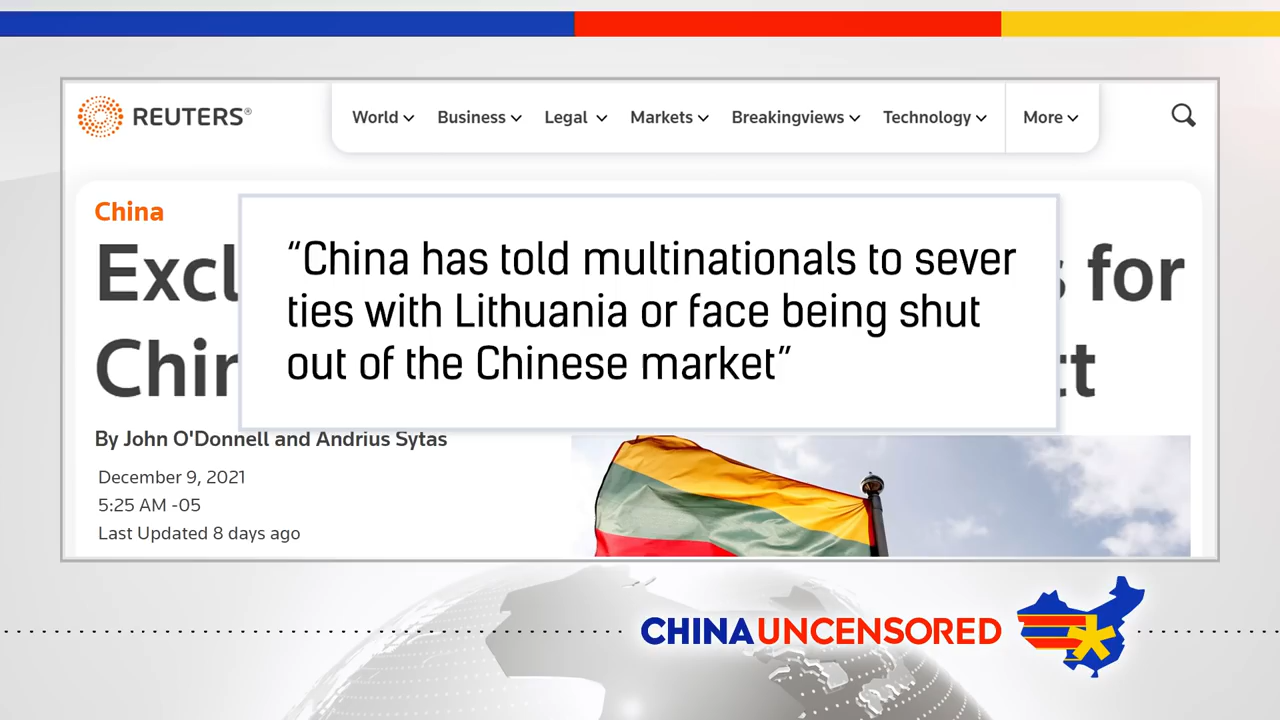 REUTERS®
World Business Legal Markets Breakingviews Technology More
China
“China has told multinationals to sever
ties with Lithuania or face being shut
out of the Chinese market”
for
By John O'Donnell and Andrius Sytas
December 9, 2021
5:25 AM -05
Last Updated 8 days ago
CHINAUNCENSORED